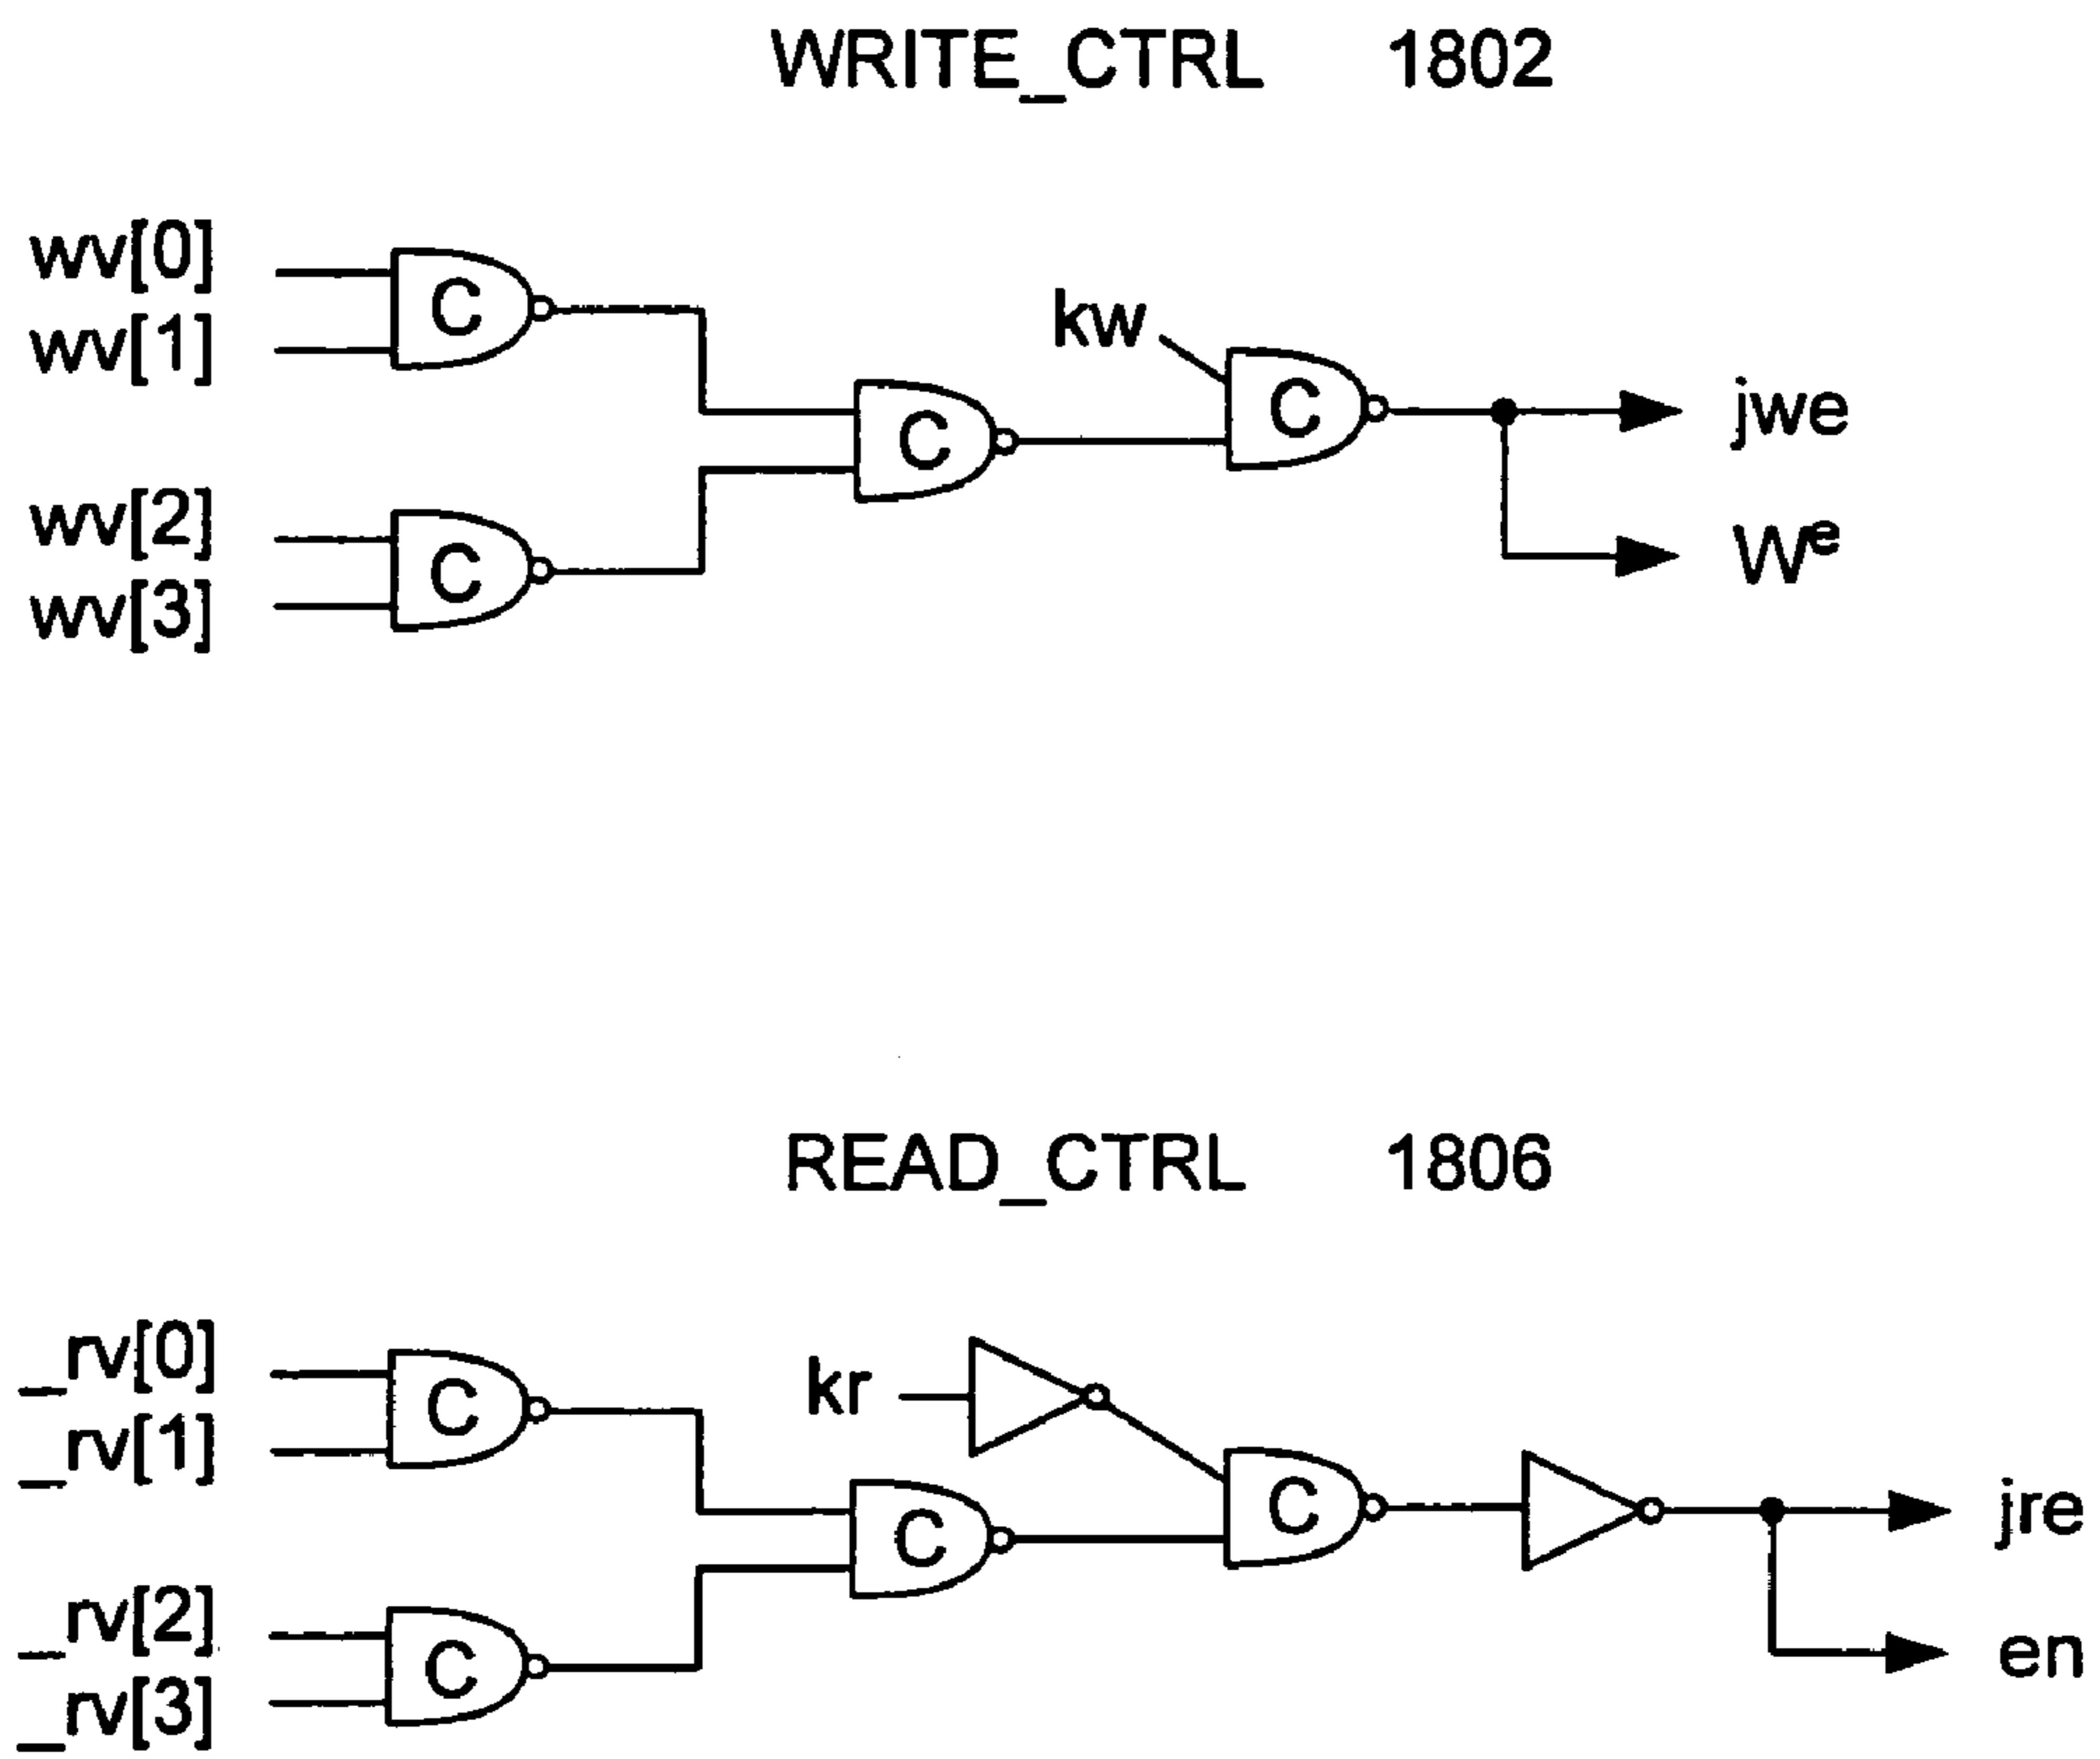 WRITE_CTRL 1802
wv[0]
wv[1]
C
kw
C
C
jwe
wv[2]
wv[3]
C
We
READ_CTRL 1806
_rv[0]
_rv[1]
C
kr
C
C
jre
_rv[2]
_rv[3]
C
en